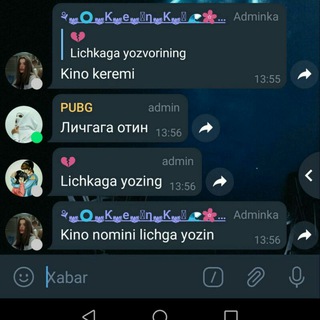 Adminka
💔
Lichkaga yozvorining
Kino keremi
13:55
PUBG admin
Личгага отин 13:56
💔 admin
Lichkaga yozing 13:56
Adminka
Kino nomini lichga yozin 13:56
Xabar